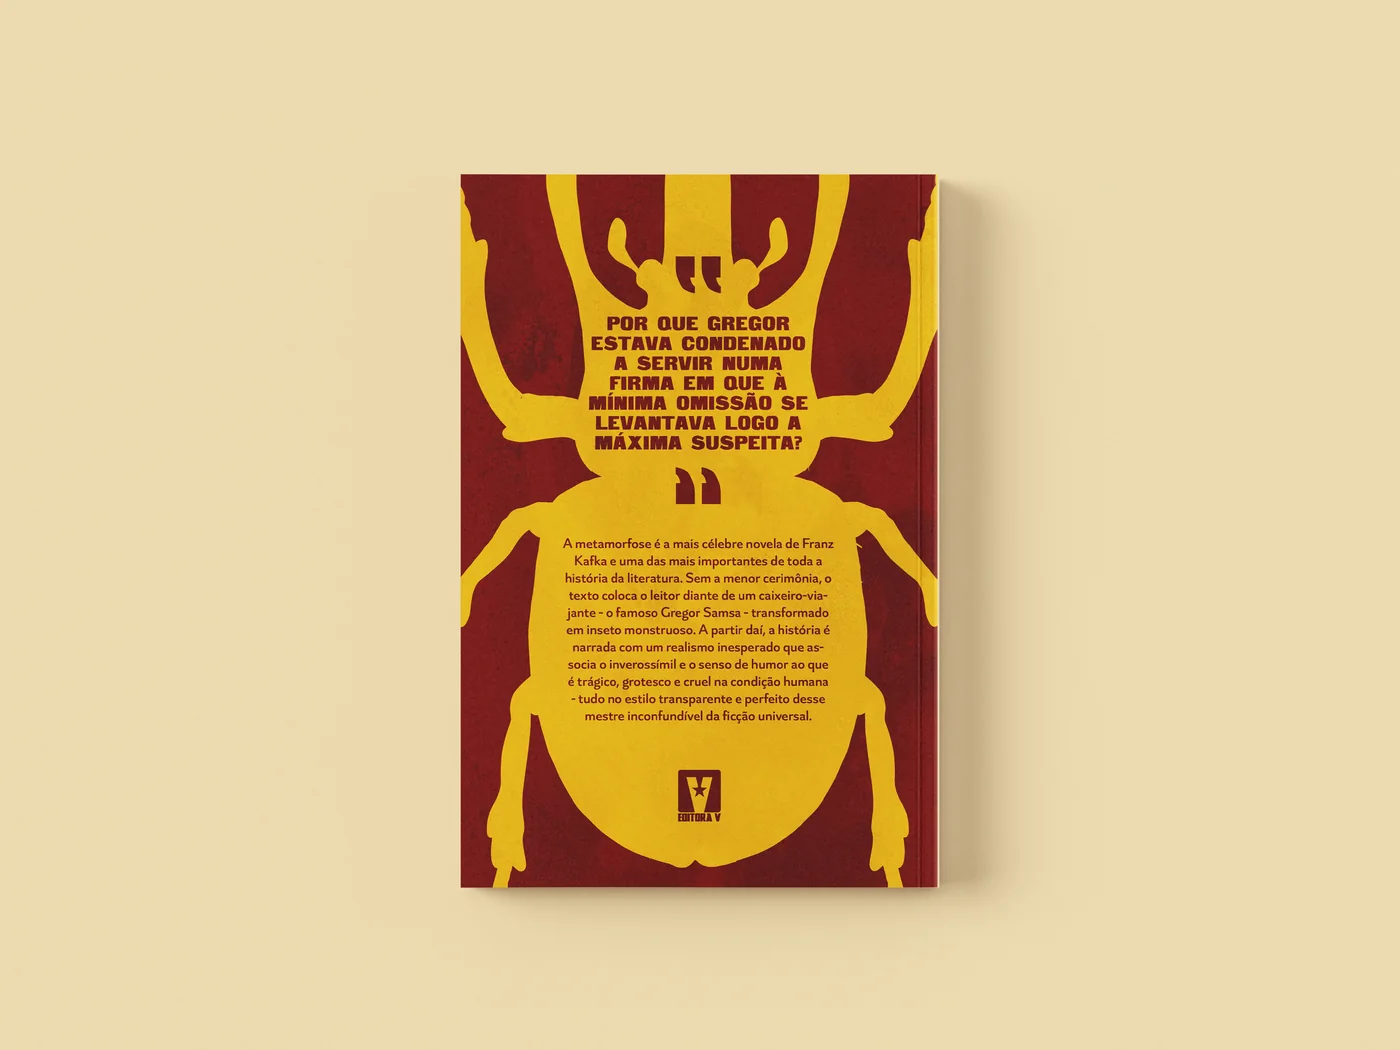 "
POR QUE GREGOR
ESTAVA CONDENADO
A SERVIR NUMA
FIRMA EM QUE À
MÍNIMA OMISSÃO SE
LEVANTAVA LOGO A
MÁXIMA SUSPEITA?
"
A metamorfose é a mais célebre novela de Franz
Kafka e uma das mais importantes de toda a
história da literatura. Sem a menor cerimônia, o
texto coloca o leitor diante de um caixeiro-via-
jante - o famoso Gregor Samsa - transformado
em inseto monstruoso. A partir daí, a história é
narrada com um realismo inesperado que as-
socia o inverossímil e o senso de humor ao que
é trágico, grotesco e cruel na condição humana
- tudo no estilo transparente e perfeito desse
mestre inconfundível da ficção universal.
V
EDITORA V